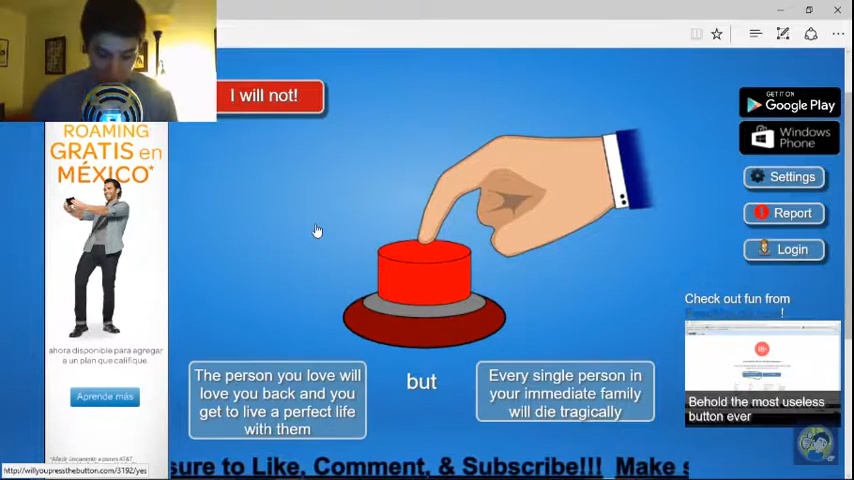 I will not!
GET IT ON
Google Play
Windows
Phone
Settings
Report
Login
ROAMING
GRATIS en
MÉXICO*
ahora disponible para agregar
a un plan que califique.
Aprende más
The person you love will
love you back and you
get to live a perfect life
with them
but
Every single person in
your immediate family
will die tragically
Check out fun from
!
Behold the most useless
button ever
http://willyoupressthebutton.com/3192/yes
sure to Like, Comment, & Subscribe!!! Make s